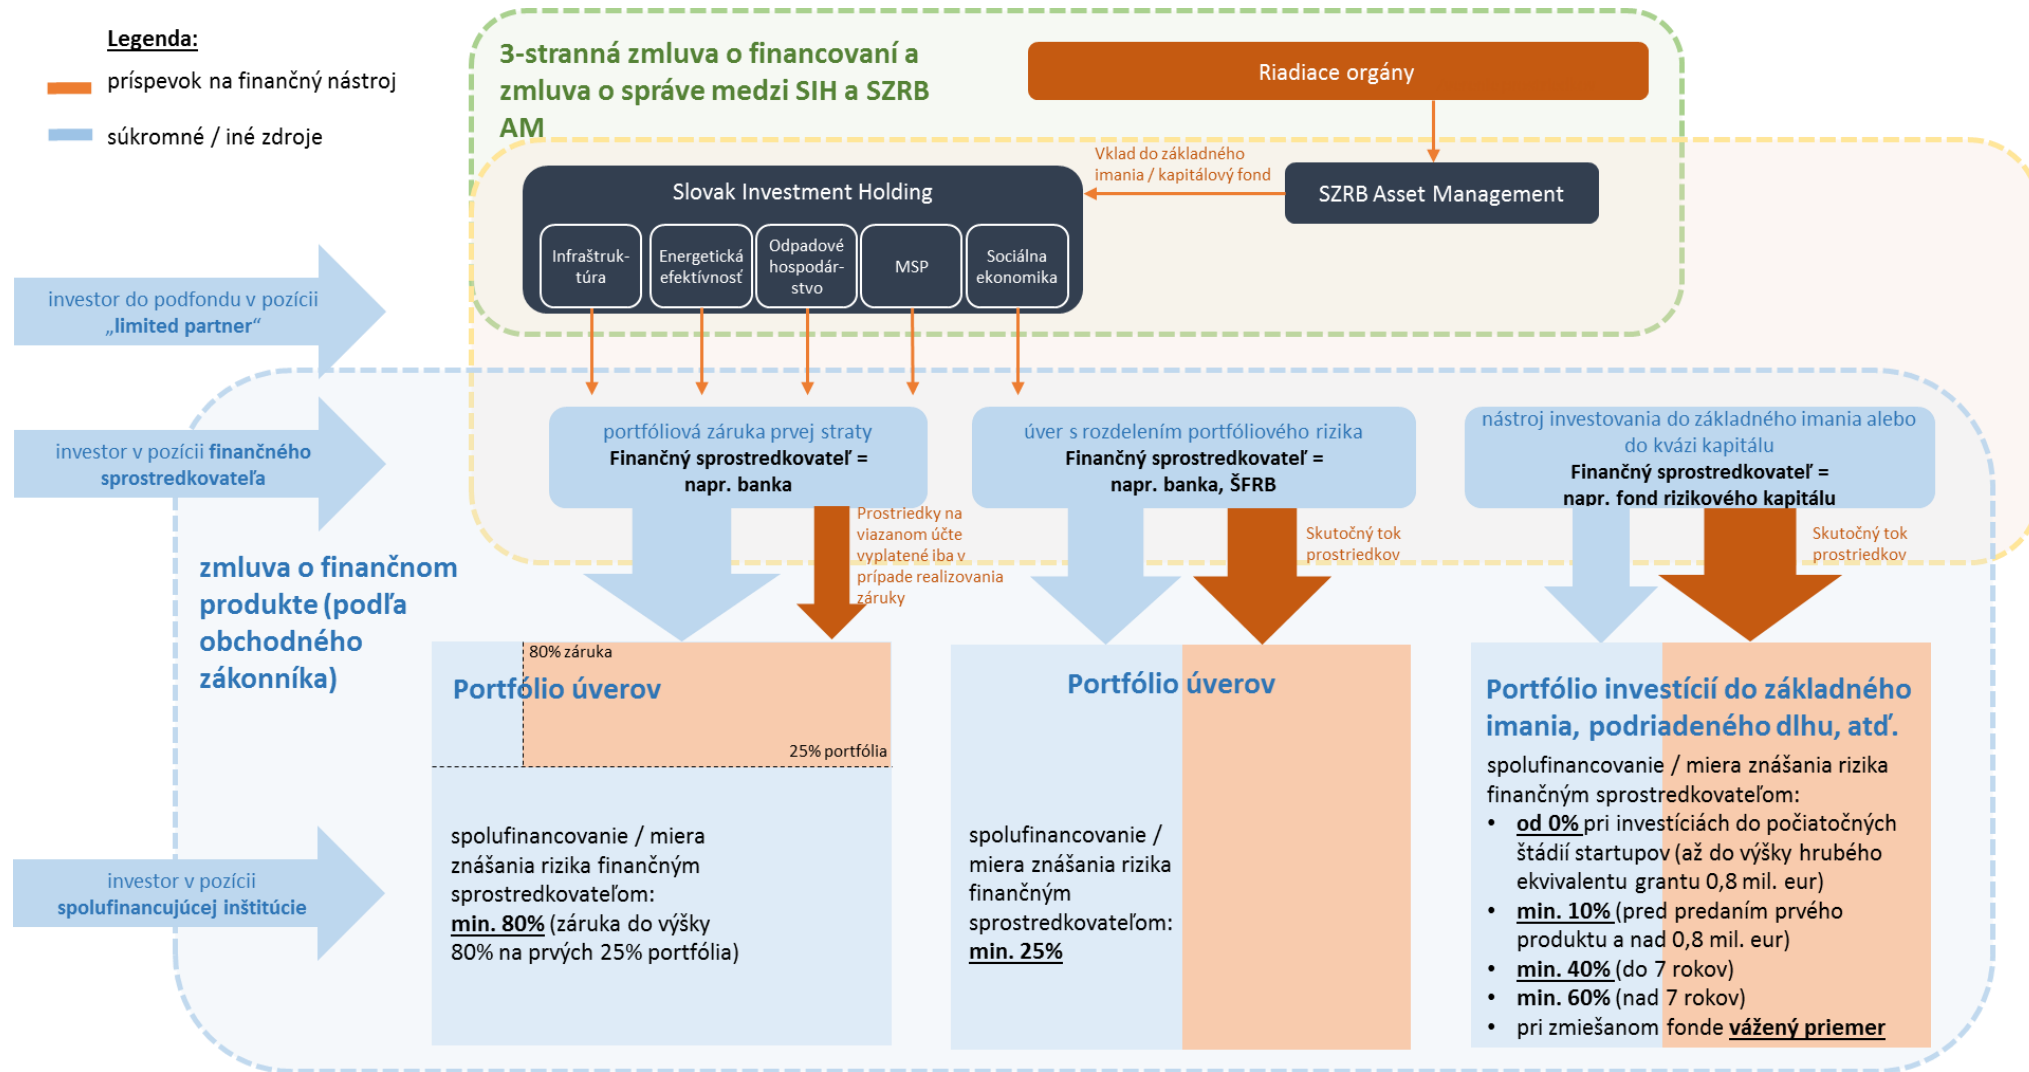 Legenda:
príspevok na finančný nástroj
súkromné / iné zdroje
3-stranná zmluva o financovaní a
zmluva o správe medzi SIH a SZRB
AM
Riadiace orgány
Vklad do základného
imania / kapitálový fond
SZRB Asset Management
Slovak Investment Holding
Infraštruk-
túra
Energetická
efektívnosť
Odpadové
hospodár-
stvo
MSP
Sociálna
ekonomika
investor do podfondu v pozícii
„limited partner“
investor v pozícii finančného
sprostredkovateľa
investor v pozícii
spolufinancujúcej inštitúcie
zmluva o finančnom
produkte (podľa
obchodného
zákonníka)
portfóliová záruka prvej straty
Finančný sprostredkovateľ =
napr. banka
úver s rozdelením portfóliového rizika
Finančný sprostredkovateľ =
napr. banka, ŠFRB
nástroj investovania do základného imania alebo
do kvázi kapitálu
Finančný sprostredkovateľ =
napr. fond rizikového kapitálu
Prostriedky na
viazanom účte
vyplatené iba v
prípade realizovania
záruky
Skutočný tok
prostriedkov
Skutočný tok
prostriedkov
80% záruka
Portfólio úverov
25% portfólia
spolufinancovanie / miera
znášania rizika finančným
sprostredkovateľom:
min. 80% (záruka do výšky
80% na prvých 25% portfólia)
Portfólio úverov
spolufinancovanie /
miera znášania rizika
finančným
sprostredkovateľom:
min. 25%
Portfólio investícií do základného
imania, podriadeného dlhu, atď.
spolufinancovanie / miera znášania rizika
finančným sprostredkovateľom:
• od 0% pri investíciách do počiatočných
štádií startupov (až do výšky hrubého
ekvivalentu grantu 0,8 mil. eur)
• min. 10% (pred predaním prvého
produktu a nad 0,8 mil. eur)
• min. 40% (do 7 rokov)
• min. 60% (nad 7 rokov)
• pri zmiešanom fonde vážený priemer